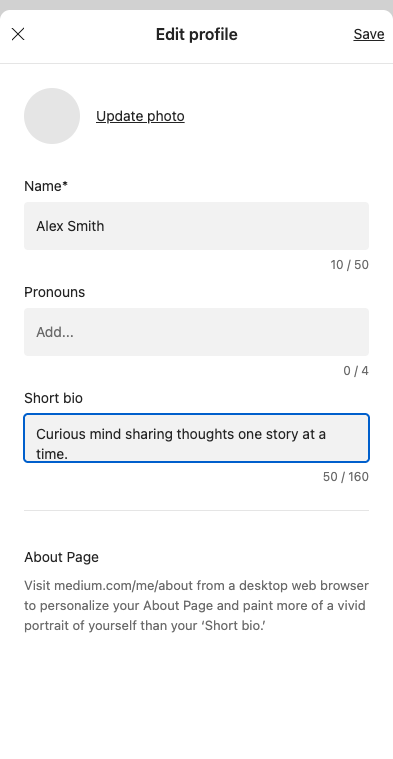 Edit profile
Save
Update photo
Name*
Alex Smith
10 / 50
Pronouns
Add...
0 / 4
Short bio
Curious mind sharing thoughts one story at a
time.
50 / 160
About Page
Visit medium.com/me/about from a desktop web browser
to personalize your About Page and paint more of a vivid
portrait of yourself than your ‘Short bio.’